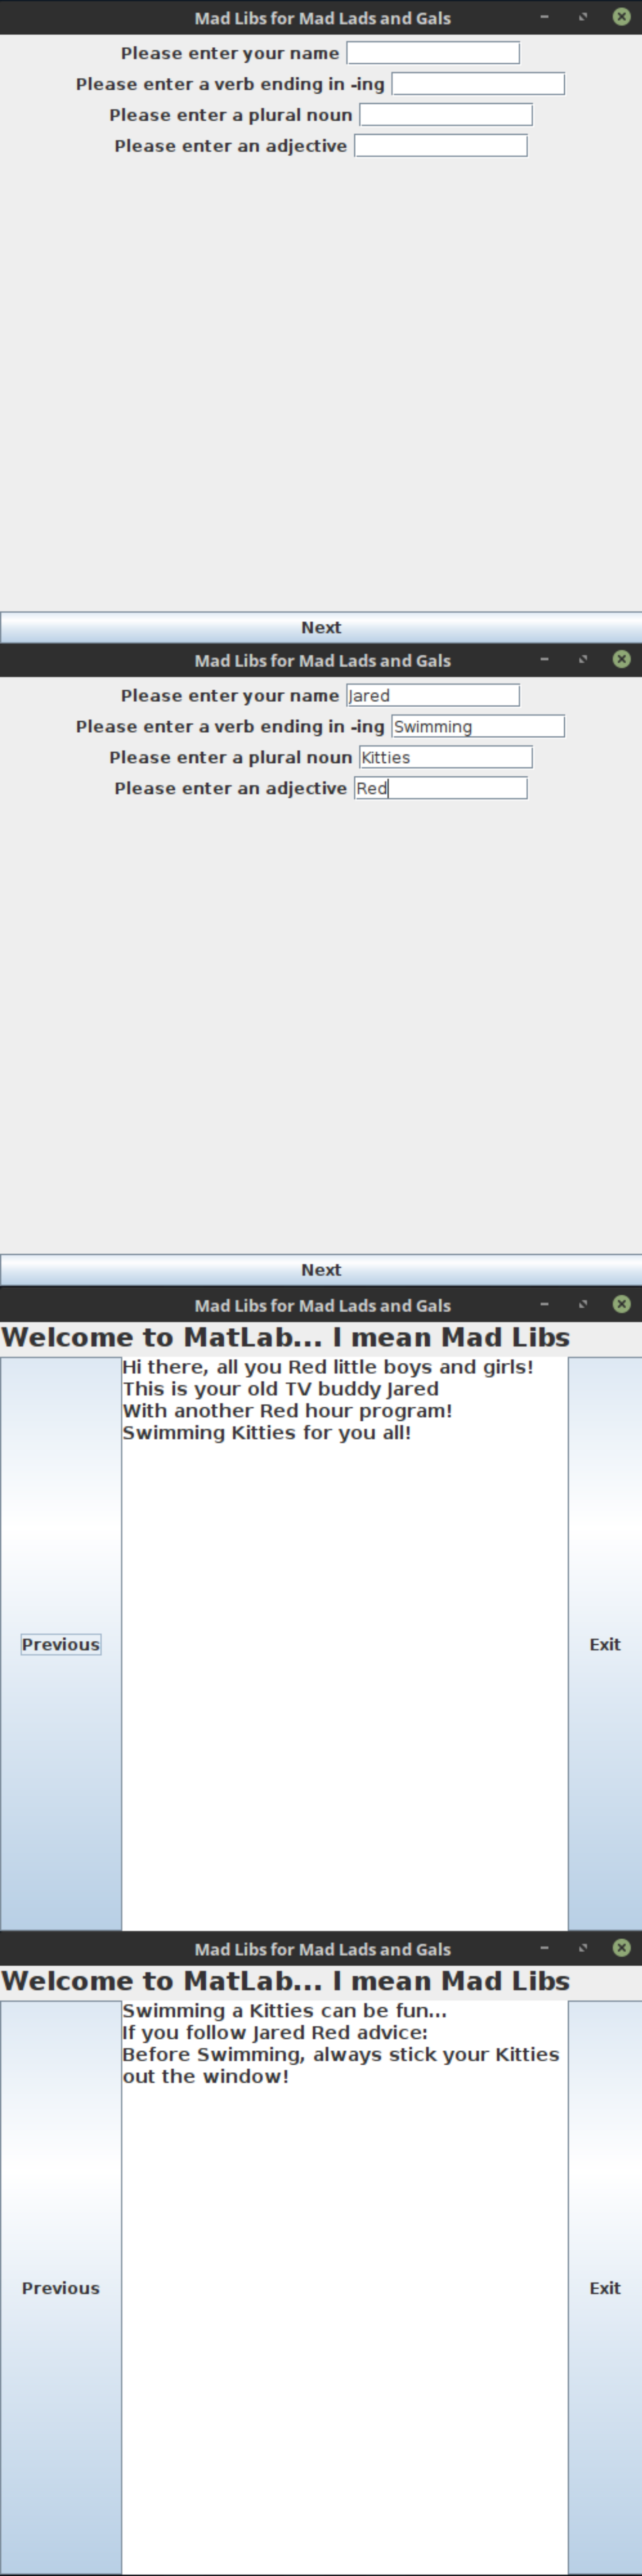 Mad Libs for Mad Lads and Gals
Please enter your name
Please enter a verb ending in -ing
Please enter a plural noun
Please enter an adjective
Next
Mad Libs for Mad Lads and Gals
Please enter your name Jared
Please enter a verb ending in -ing Swimming
Please enter a plural noun Kitties
Please enter an adjective Red
Next
Mad Libs for Mad Lads and Gals
Welcome to MatLab... I mean Mad Libs
Hi there, all you Red little boys and girls!
This is your old TV buddy Jared
With another Red hour program!
Swimming Kitties for you all!
Previous
Exit
Mad Libs for Mad Lads and Gals
Welcome to MatLab... I mean Mad Libs
Swimming a Kitties can be fun...
If you follow Jared Red advice:
Before Swimming, always stick your Kitties
out the window!
Previous
Exit